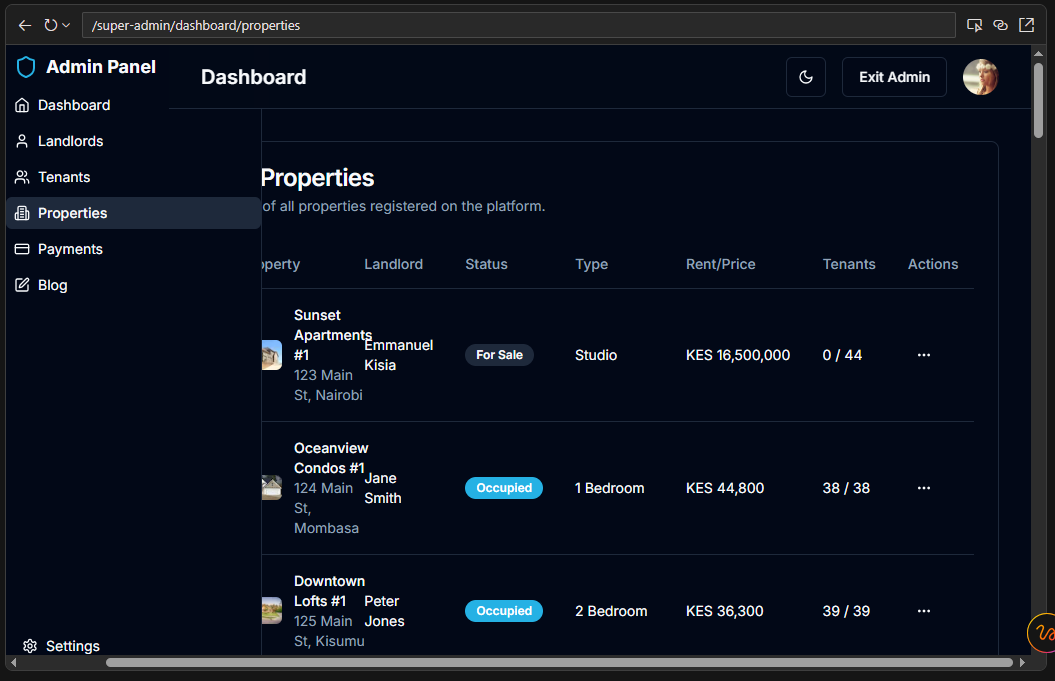 /super-admin/dashboard/properties
Admin Panel
Dashboard
Exit Admin
Dashboard
Landlords
Tenants
Properties
Payments
Blog
Settings
Properties
of all properties registered on the platform.
operty Landlord Status Type Rent/Price Tenants Actions
Sunset
Apartments
#1
123 Main
St, Nairobi
Emmanuel
Kisia
For Sale
Studio
KES 16,500,000
0 / 44
Oceanview
Condos #1
124 Main
St,
Mombasa
Jane
Smith
Occupied
1 Bedroom
KES 44,800
38 / 38
Downtown
Lofts #1
125 Main
St, Kisumu
Peter
Jones
Occupied
2 Bedroom
KES 36,300
39 / 39